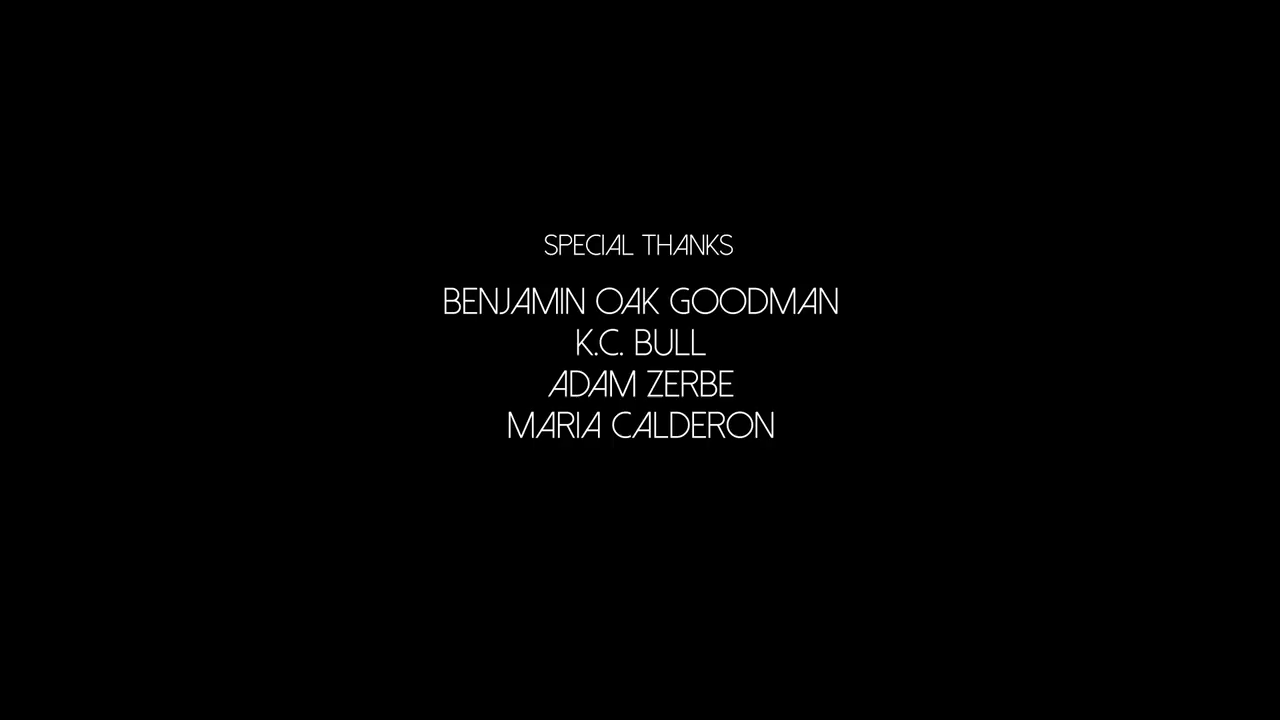 SPECIAL THANKS
BENJAMIN OAK GOODMAN
K.C. BULL
ADAM ZERBE
MARIA CALDERON